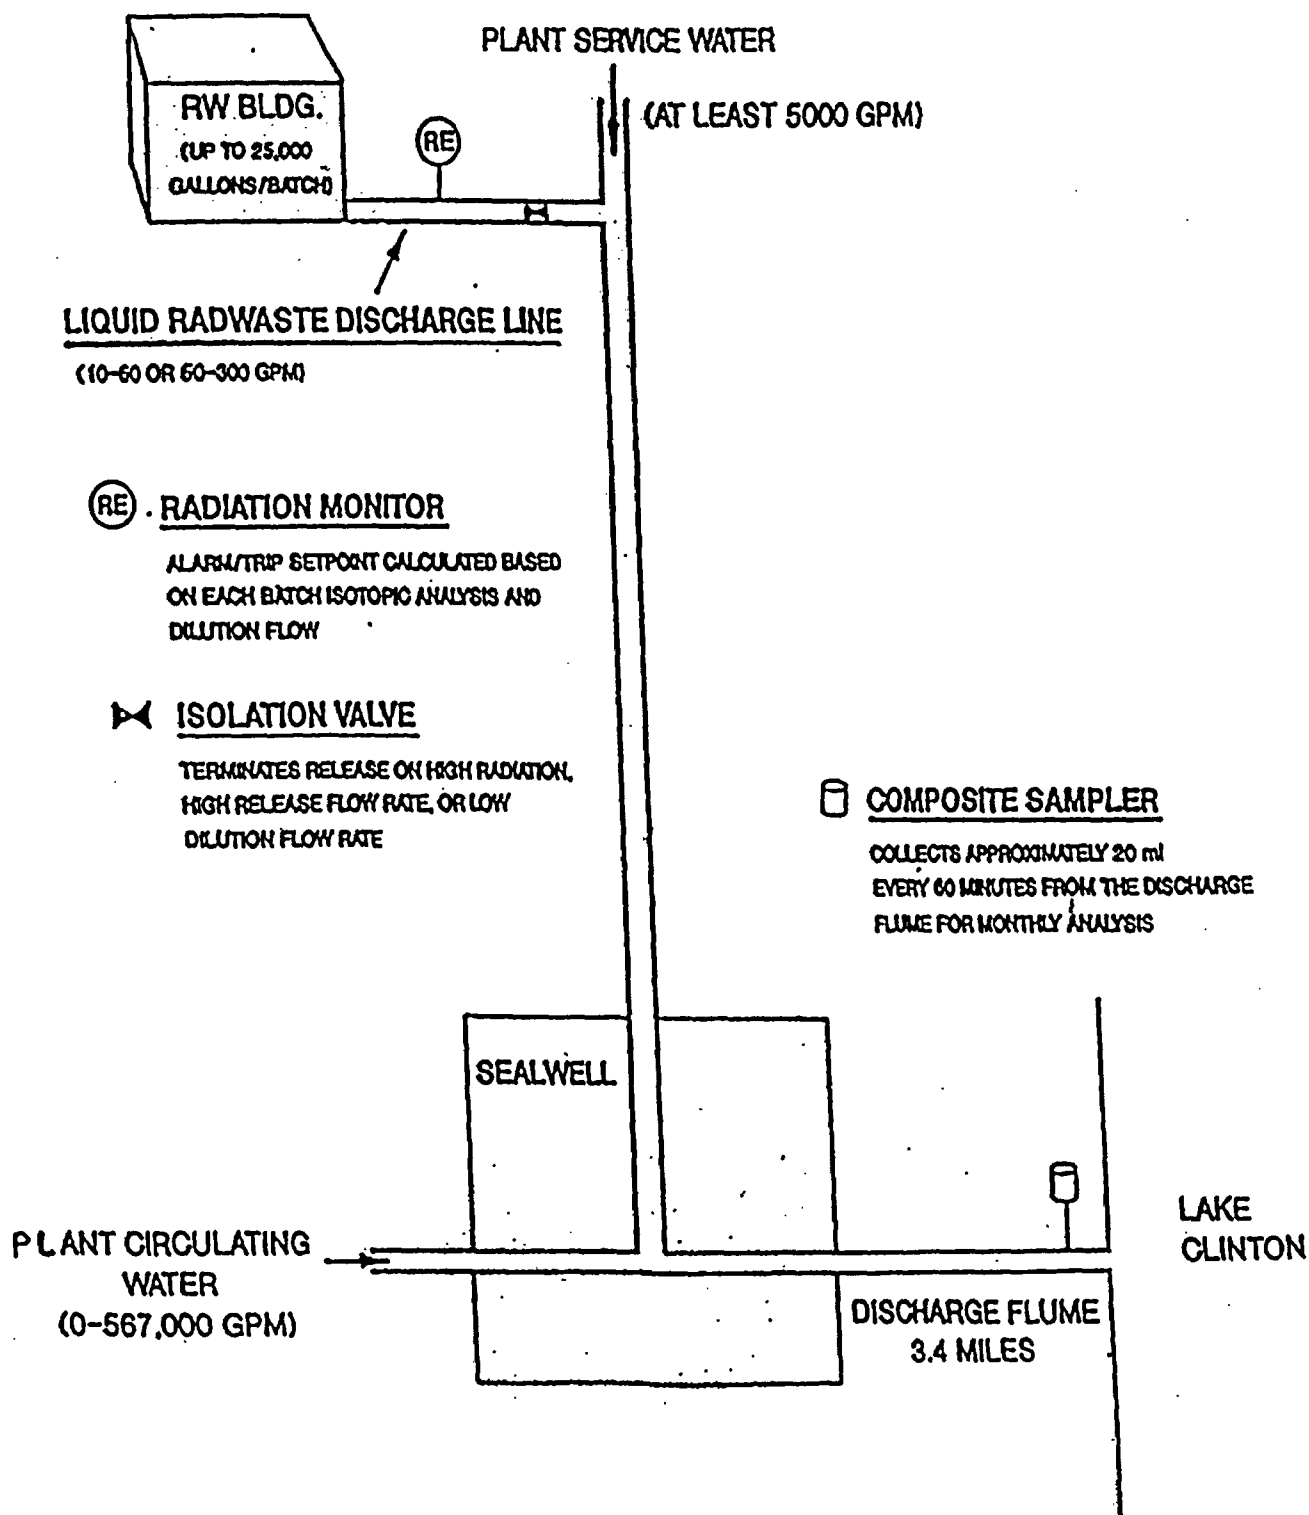 PLANT SERVICE WATER
(AT LEAST 5000 GPM)
RW BLDG.
(UP TO 25,000
GALLONS/BATCH)
RE
LIQUID RADWASTE DISCHARGE LINE
(10-60 OR 60-300 GPM)
RE . RADIATION MONITOR
ALARM/TRIP SETPOINT CALCULATED BASED
ON EACH BATCH ISOTOPIC ANALYSIS AND
DILUTION FLOW
ISOLATION VALVE
TERMINATES RELEASE ON HIGH RADIATION,
HIGH RELEASE FLOW RATE, OR LOW
DILUTION FLOW RATE
COMPOSITE SAMPLER
COLLECTS APPROXIMATELY 20 ml
EVERY 60 MINUTES FROM THE DISCHARGE
FLUME FOR MONTHLY ANALYSIS
SEALWELL
PLANT CIRCULATING
WATER
(0-567,000 GPM)
LAKE
CLINTON
DISCHARGE FLUME
3.4 MILES